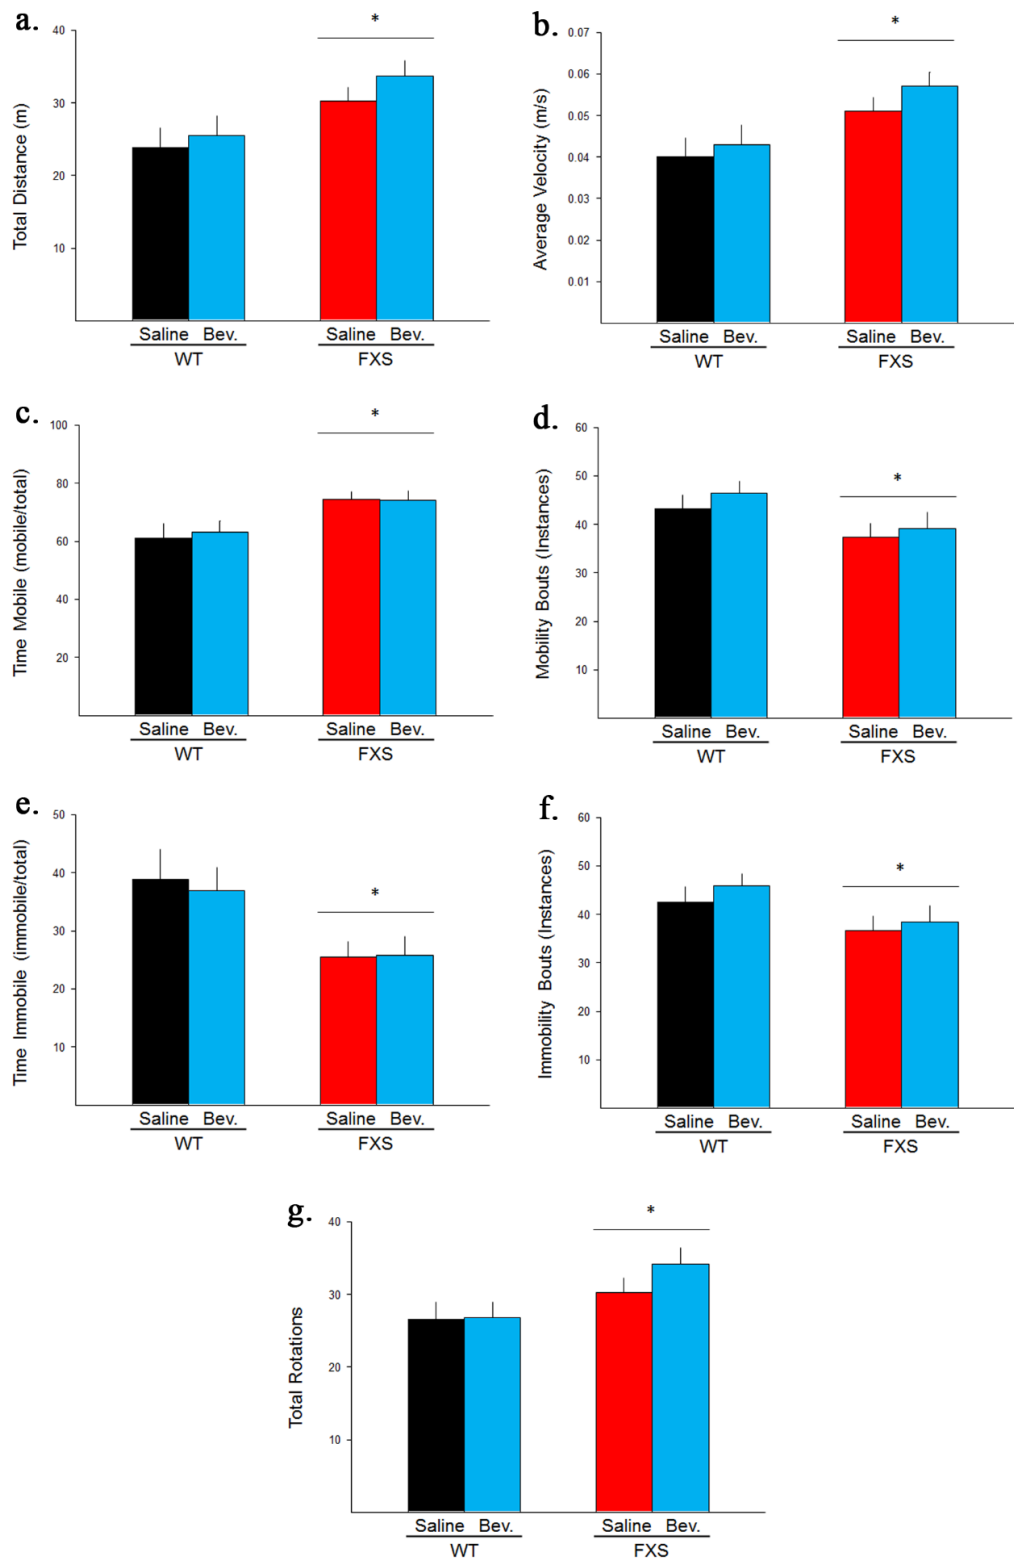 a.
*
40
30
20
10
Total Distance (m)
Saline Bev. Saline Bev.
WT FXS
b.
*
0.07
0.06
0.05
0.04
0.03
0.02
0.01
Average Velocity (m/s)
Saline Bev. Saline Bev.
WT FXS
c.
*
100
80
60
40
20
Time Mobile (mobile/total)
Saline Bev. Saline Bev.
WT FXS
d.
*
60
50
40
30
20
10
Mobility Bouts (Instances)
Saline Bev. Saline Bev.
WT FXS
e.
*
50
40
30
20
10
Time Immobile (immobile/total)
Saline Bev. Saline Bev.
WT FXS
f.
*
60
50
40
30
20
10
Immobility Bouts (Instances)
Saline Bev. Saline Bev.
WT FXS
g.
*
40
30
20
10
Total Rotations
Saline Bev. Saline Bev.
WT FXS